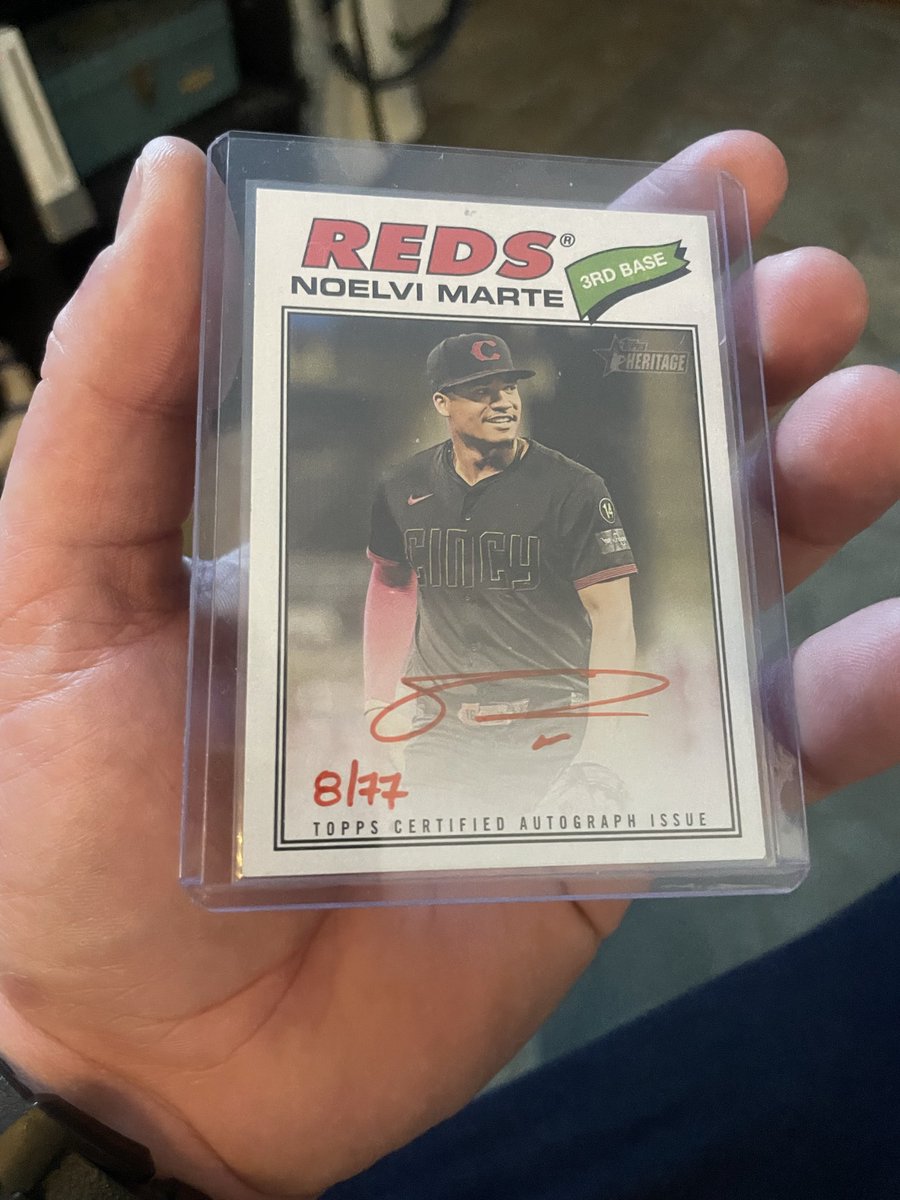 REDS®
NOELVI MARTE
3RD BASE
Topps
HERITAGE
C
14
CINCY
8/77
TOPPS CERTIFIED AUTOGRAPH ISSUE